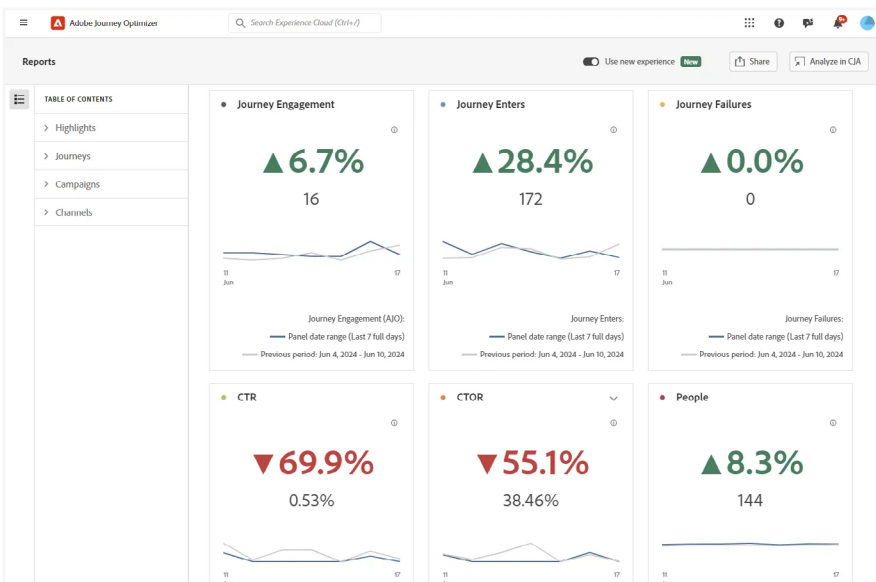 Adobe Journey Optimizer
Search Experience Cloud (Ctrl+/)
9+
Reports
Use new experience New
Share
Analyze in CJA
TABLE OF CONTENTS
Highlights
Journeys
Campaigns
Channels
Journey Engagement
▲6.7%
16
11
17
Jun
Journey Engagement (AJO):
Panel date range (Last 7 full days)
Previous period: Jun 4, 2024 - Jun 10, 2024
Journey Enters
▲28.4%
172
11
17
Jun
Journey Enters:
Panel date range (Last 7 full days)
Previous period: Jun 4, 2024 - Jun 10, 2024
Journey Failures
▲0.0%
0
11
17
Jun
Journey Failures:
Panel date range (Last 7 full days)
Previous period: Jun 4, 2024 - Jun 10, 2024
CTR
▼69.9%
0.53%
11
17
CTOR
▼55.1%
38.46%
11
17
People
▲8.3%
144
11
17